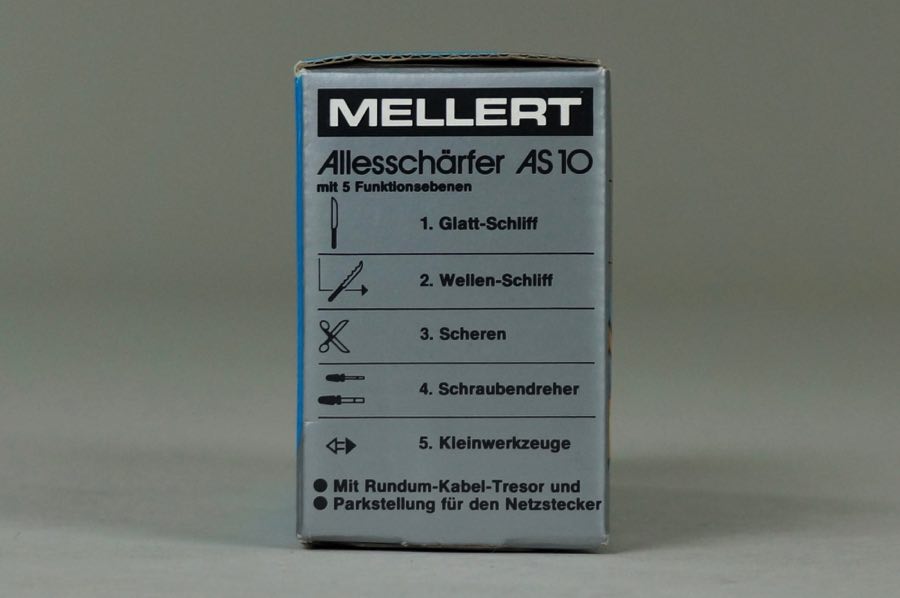 MELLERT
Allesschärfer AS 10
mit 5 Funktionsebenen
1. Glatt-Schliff
2. Wellen-Schliff
3. Scheren
4. Schraubendreher
5. Kleinwerkzeuge
● Mit Rundum-Kabel-Tresor und
● Parkstellung für den Netzstecker